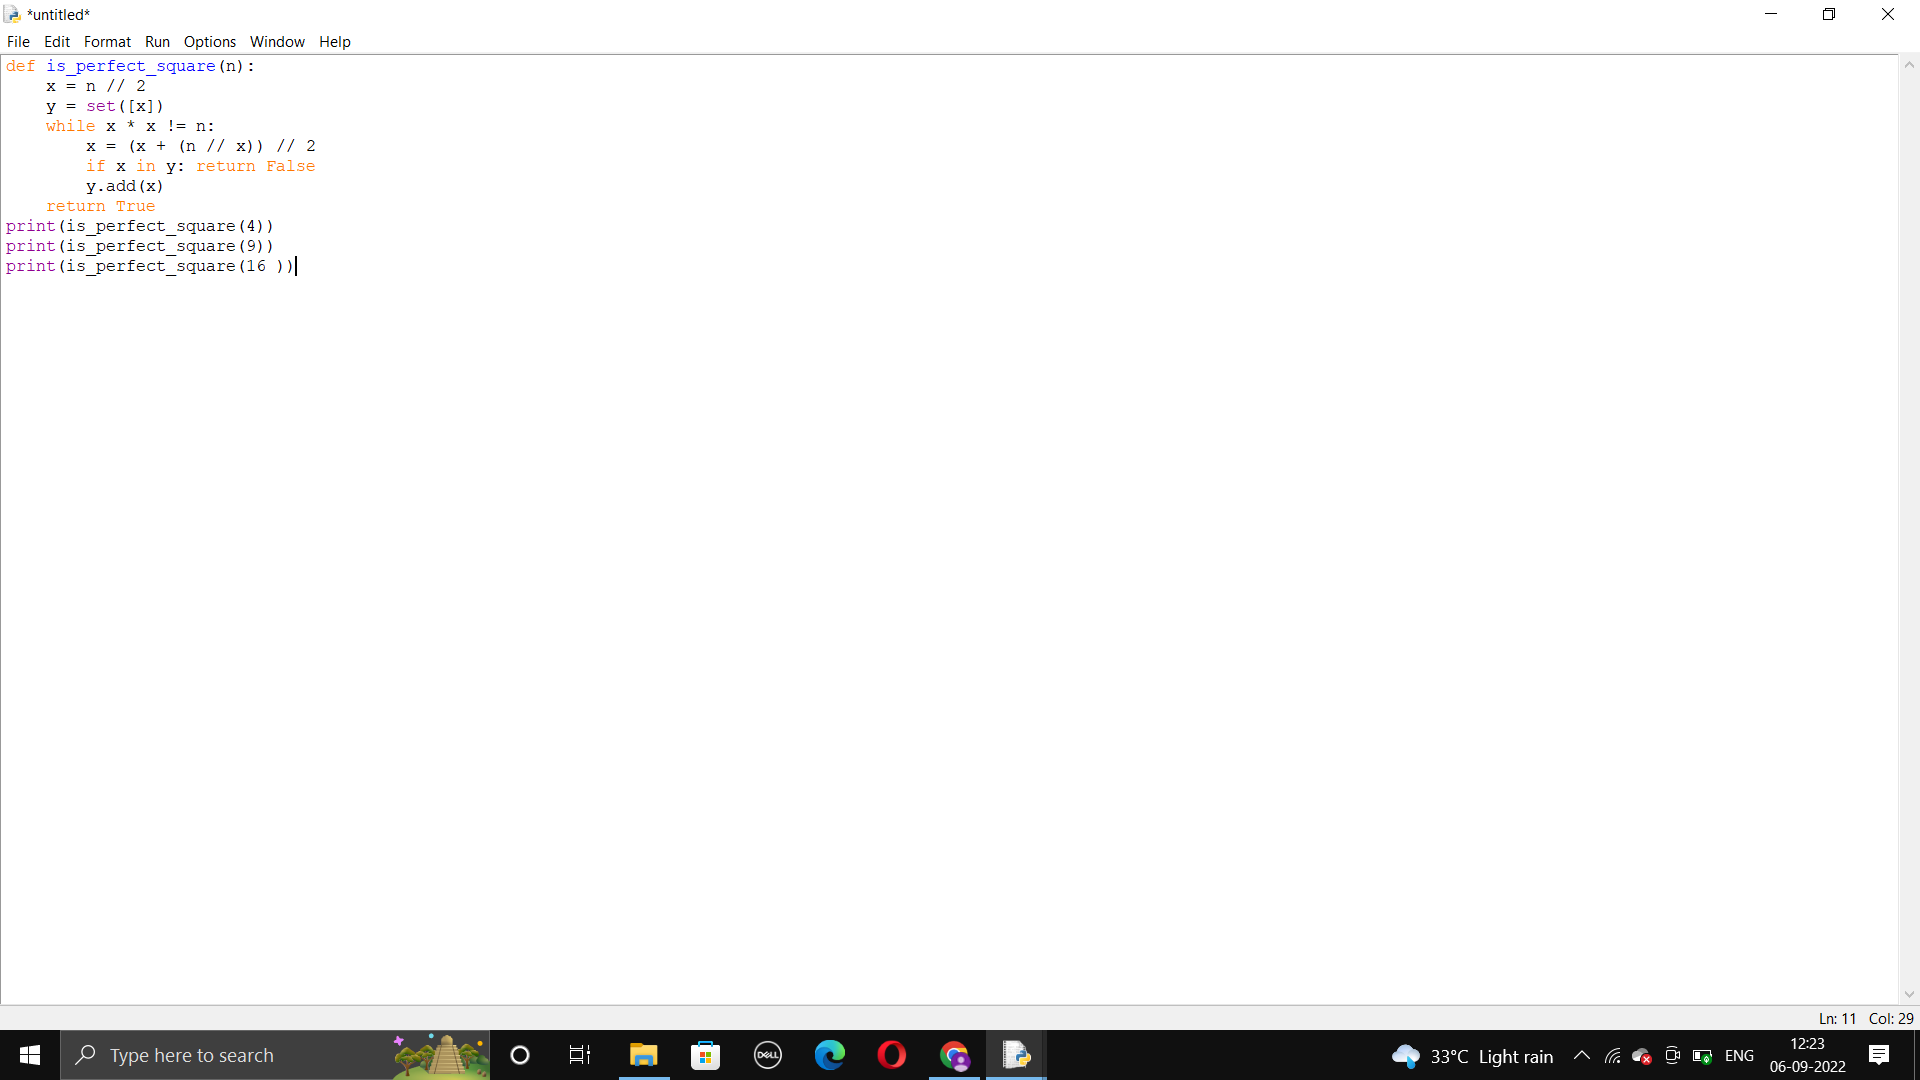 *untitled*
File Edit Format Run Options Window Help
def is_perfect_square(n):
    x = n // 2
    y = set([x])
    while x * x != n:
        x = (x + (n // x)) // 2
        if x in y: return False
        y.add(x)
    return True
print(is_perfect_square(4))
print(is_perfect_square(9))
print(is_perfect_square(16 ))
Ln: 11 Col: 29
Type here to search
DELL
33°C Light rain
ENG
12:23
06-09-2022